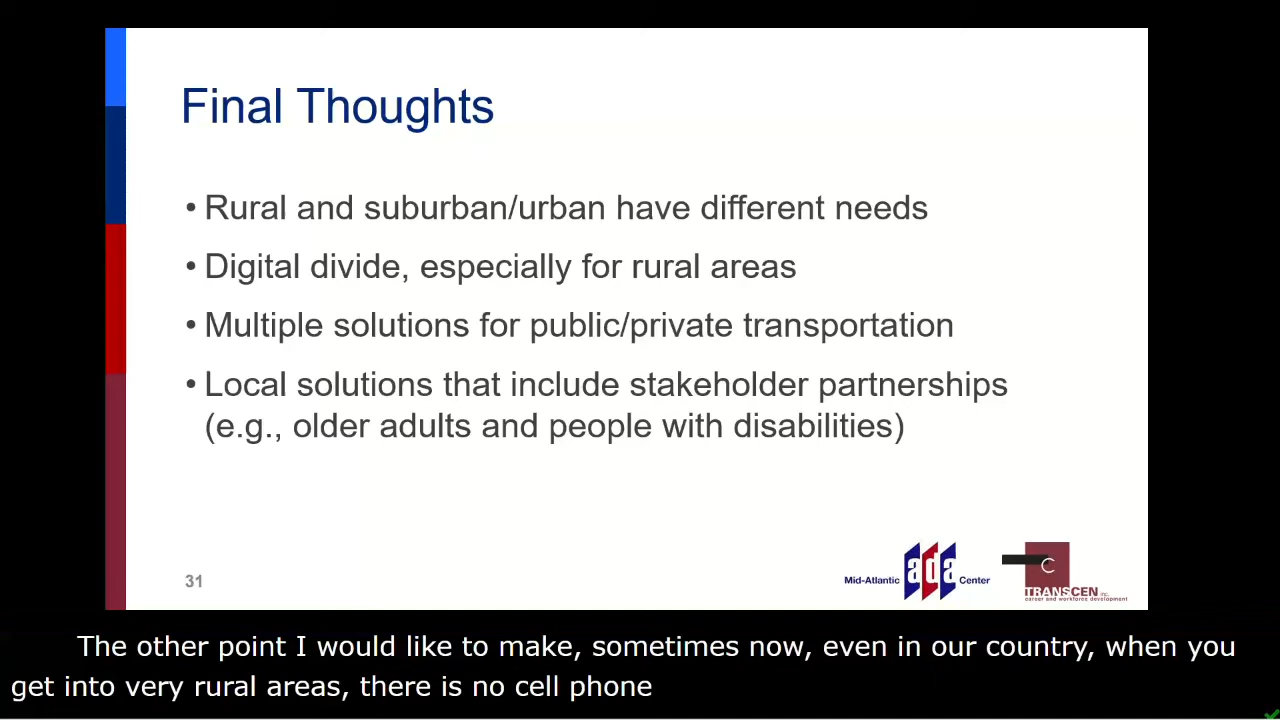 Final Thoughts
• Rural and suburban/urban have different needs
• Digital divide, especially for rural areas
• Multiple solutions for public/private transportation
• Local solutions that include stakeholder partnerships
(e.g., older adults and people with disabilities)
31
Mid-Atlantic ada Center
C
TRANSCEN inc.
career and workforce development
The other point I would like to make, sometimes now, even in our country, when you
get into very rural areas, there is no cell phone